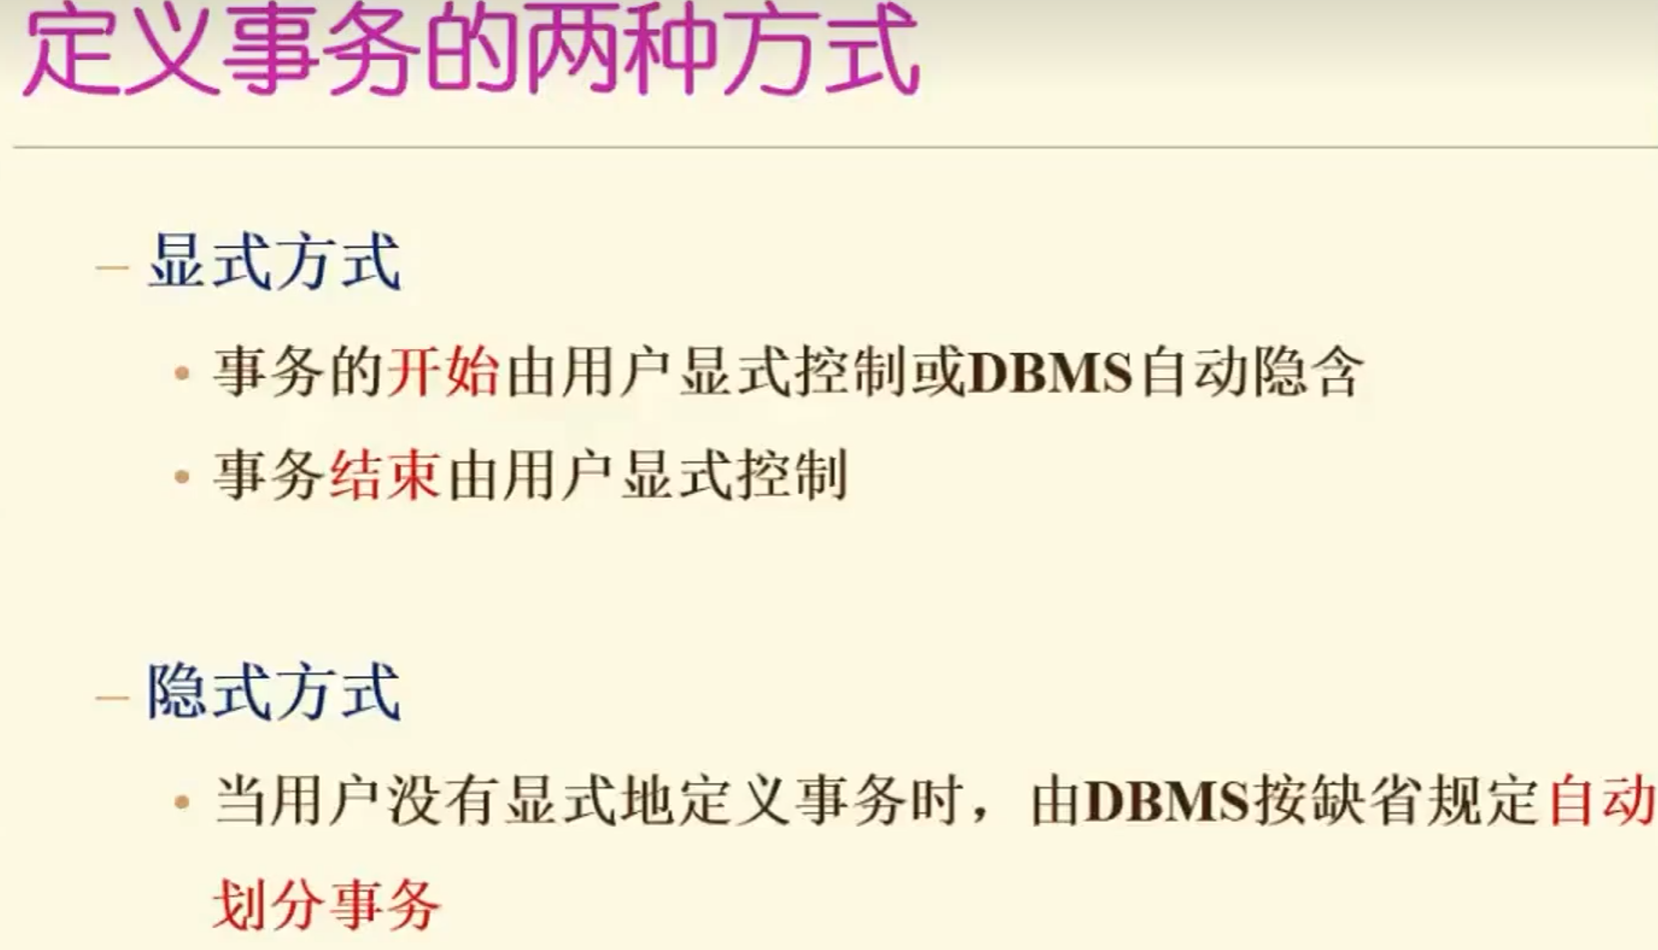 定义事务的两种方式
– 显式方式
• 事务的开始由用户显式控制或DBMS自动隐含
• 事务结束由用户显式控制
– 隐式方式
• 当用户没有显式地定义事务时，由DBMS按缺省规定自动
划分事务